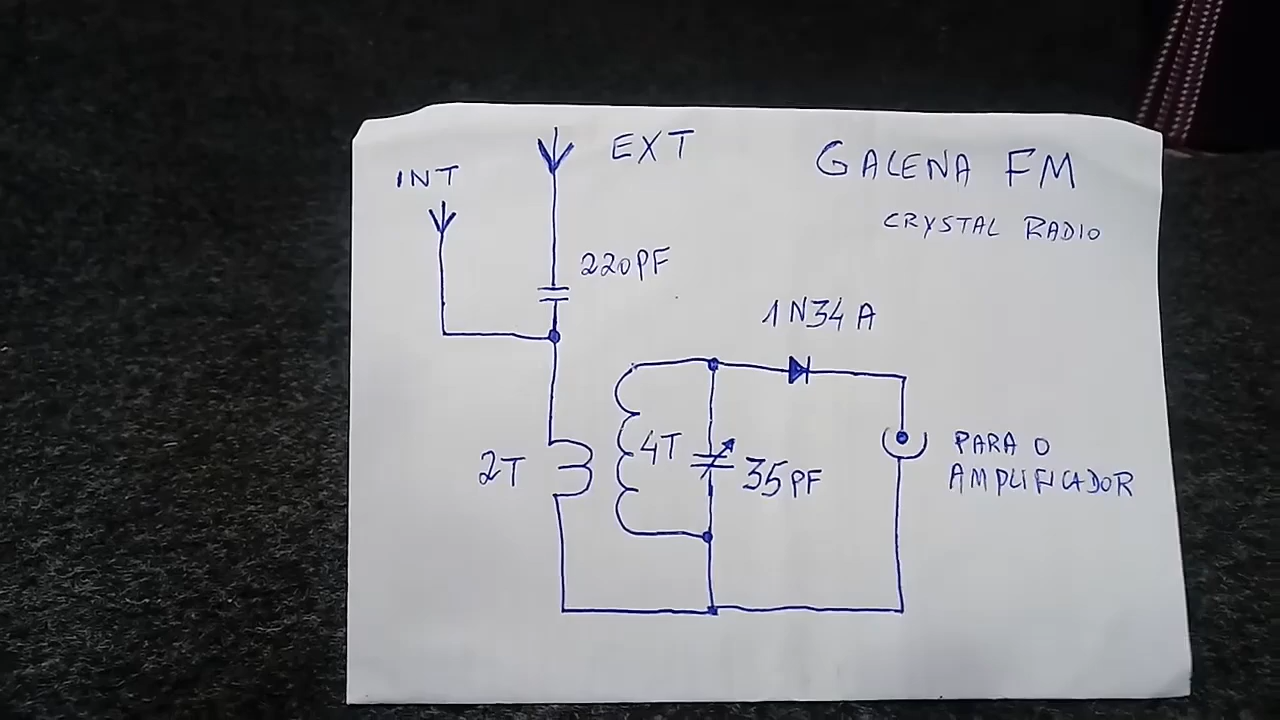 EXT
INT
GALENA FM
CRYSTAL RADIO
220PF
1N34A
2T
4T
35PF
PARA O
AMPLIFICADOR